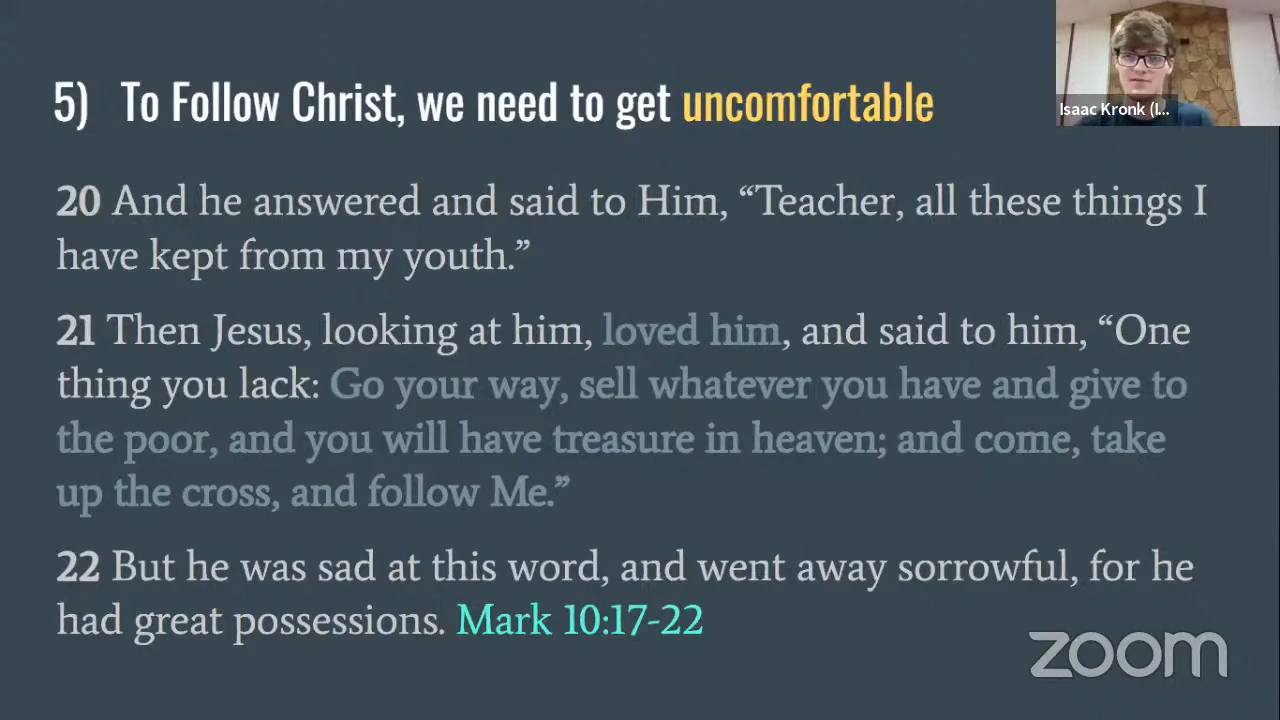 5) To Follow Christ, we need to get uncomfortable
Isaac Kronk (I...
20 And he answered and said to Him, “Teacher, all these things I
have kept from my youth.”
21 Then Jesus, looking at him, loved him, and said to him, “One
thing you lack: Go your way, sell whatever you have and give to
the poor, and you will have treasure in heaven; and come, take
up the cross, and follow Me.”
22 But he was sad at this word, and went away sorrowful, for he
had great possessions. Mark 10:17-22
zoom